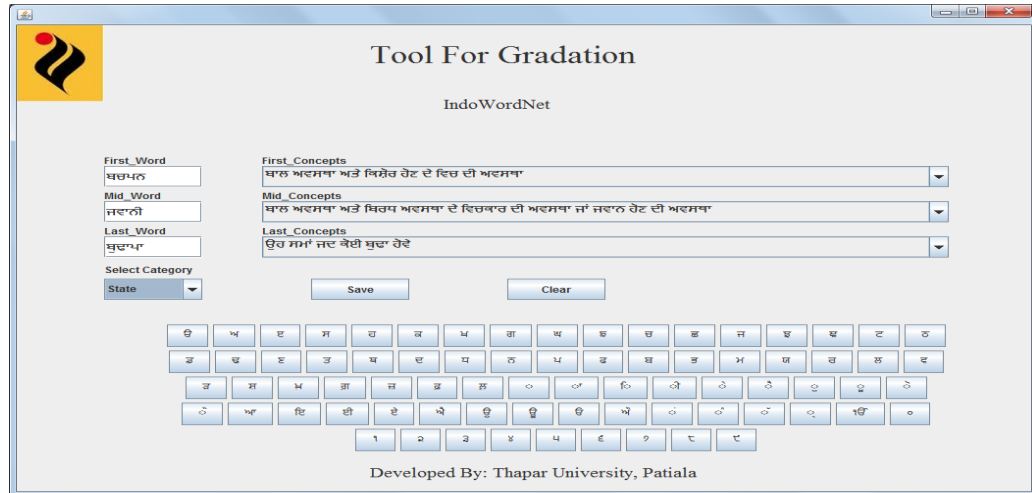 Tool For Gradation
IndoWordNet
First_Word First_Concepts
ਬਚਪਨ ਬਾਲ ਅਵਸਥਾ ਅਤੇ ਕਿਸ਼ੋਰ ਹੋਣ ਦੇ ਵਿਚ ਦੀ ਅਵਸਥਾ
Mid_Word Mid_Concepts
ਜਵਾਨੀ ਬਾਲ ਅਵਸਥਾ ਅਤੇ ਬਿਰਧ ਅਵਸਥਾ ਦੇ ਵਿਚਕਾਰ ਦੀ ਅਵਸਥਾ ਜਾਂ ਜਵਾਨ ਹੋਣ ਦੀ ਅਵਸਥਾ
Last_Word Last_Concepts
ਬੁਢਾਪਾ ਉਹ ਸਮਾਂ ਜਦ ਕੋਈ ਬੁਢਾ ਹੋਵੇ
Select Category
State Save Clear
ੳ ਅ ੲ ਸ ਹ ਕ ਖ ਗ ਘ ਙ ਚ ਛ ਜ ਝ ਞ ਟ ਠ
ਡ ਢ ਣ ਤ ਥ ਦ ਧ ਨ ਪ ਫ ਬ ਭ ਮ ਯ ਰ ਲ ਵ
ੜ ਸ਼ ਖ਼ ਗ਼ ਜ਼ ਫ਼ ਲ਼ ਾ ਿ ੀ ੇ ੈ ੁ ੂ ੋ
ੌ ਆ ਇ ਈ ਏ ਐ ਉ ਊ ਓ ਔ ੰ ੱ ੍ ੴ ੦
੧ ੨ ੩ ੪ ੫ ੬ ੭ ੮ ੯
Developed By: Thapar University, Patiala